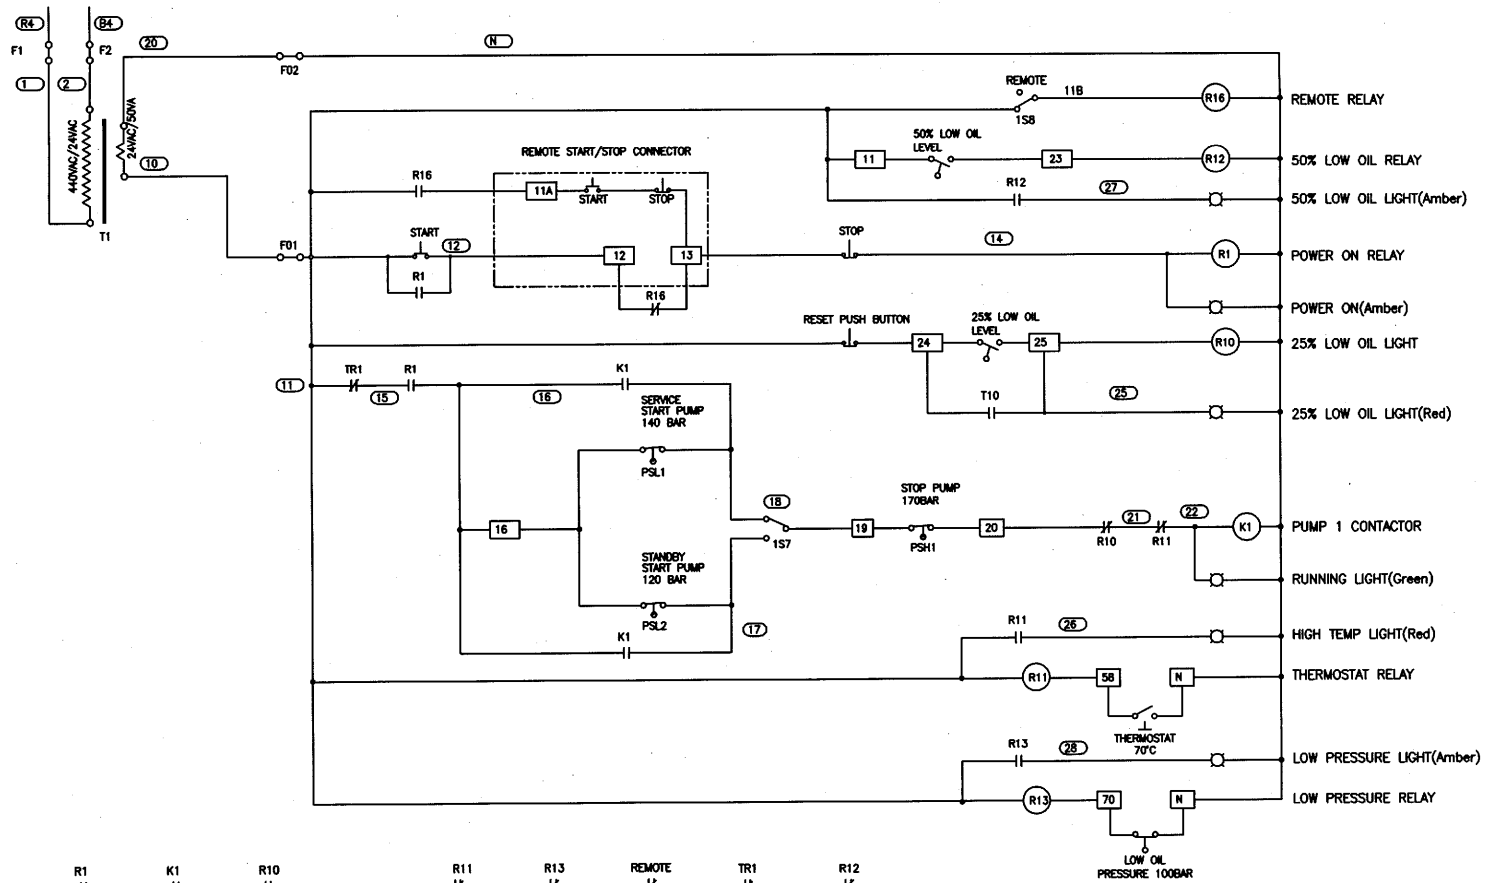 R4
B4
F1
F2
20
N
1
2
F02
440VAC/24VAC
24VAC/50VA
10
T1
F01
REMOTE
11B
1S8
R16
REMOTE RELAY
50% LOW OIL
LEVEL
11
23
R12
50% LOW OIL RELAY
REMOTE START/STOP CONNECTOR
R16
11A
START
STOP
R12
27
50% LOW OIL LIGHT(Amber)
START
12
R1
12
13
R16
STOP
14
R1
POWER ON RELAY
POWER ON(Amber)
RESET PUSH BUTTON
25% LOW OIL
LEVEL
24
25
R10
25% LOW OIL LIGHT
11
TR1
15
R1
16
K1
T10
25
25% LOW OIL LIGHT(Red)
SERVICE
START PUMP
140 BAR
PSL1
16
18
1S7
STOP PUMP
170BAR
19
PSH1
20
R10
21
R11
22
K1
PUMP 1 CONTACTOR
STANDBY
START PUMP
120 BAR
PSL2
RUNNING LIGHT(Green)
K1
17
R11
26
HIGH TEMP LIGHT(Red)
R11
58
N
THERMOSTAT RELAY
THERMOSTAT
70°C
R13
28
LOW PRESSURE LIGHT(Amber)
R13
70
N
LOW PRESSURE RELAY
LOW OIL
PRESSURE 100BAR
R1
K1
R10
R11
R13
REMOTE
TR1
R12